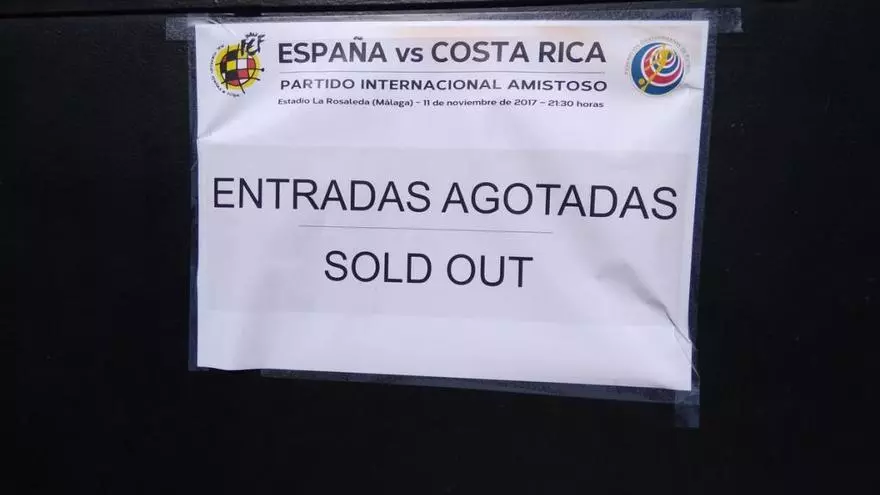 ESPAÑA vs COSTA RICA
PARTIDO INTERNACIONAL AMISTOSO
Estadio La Rosaleda (Málaga) - 11 de noviembre de 2017 - 21:30 horas
ENTRADAS AGOTADAS
SOLD OUT